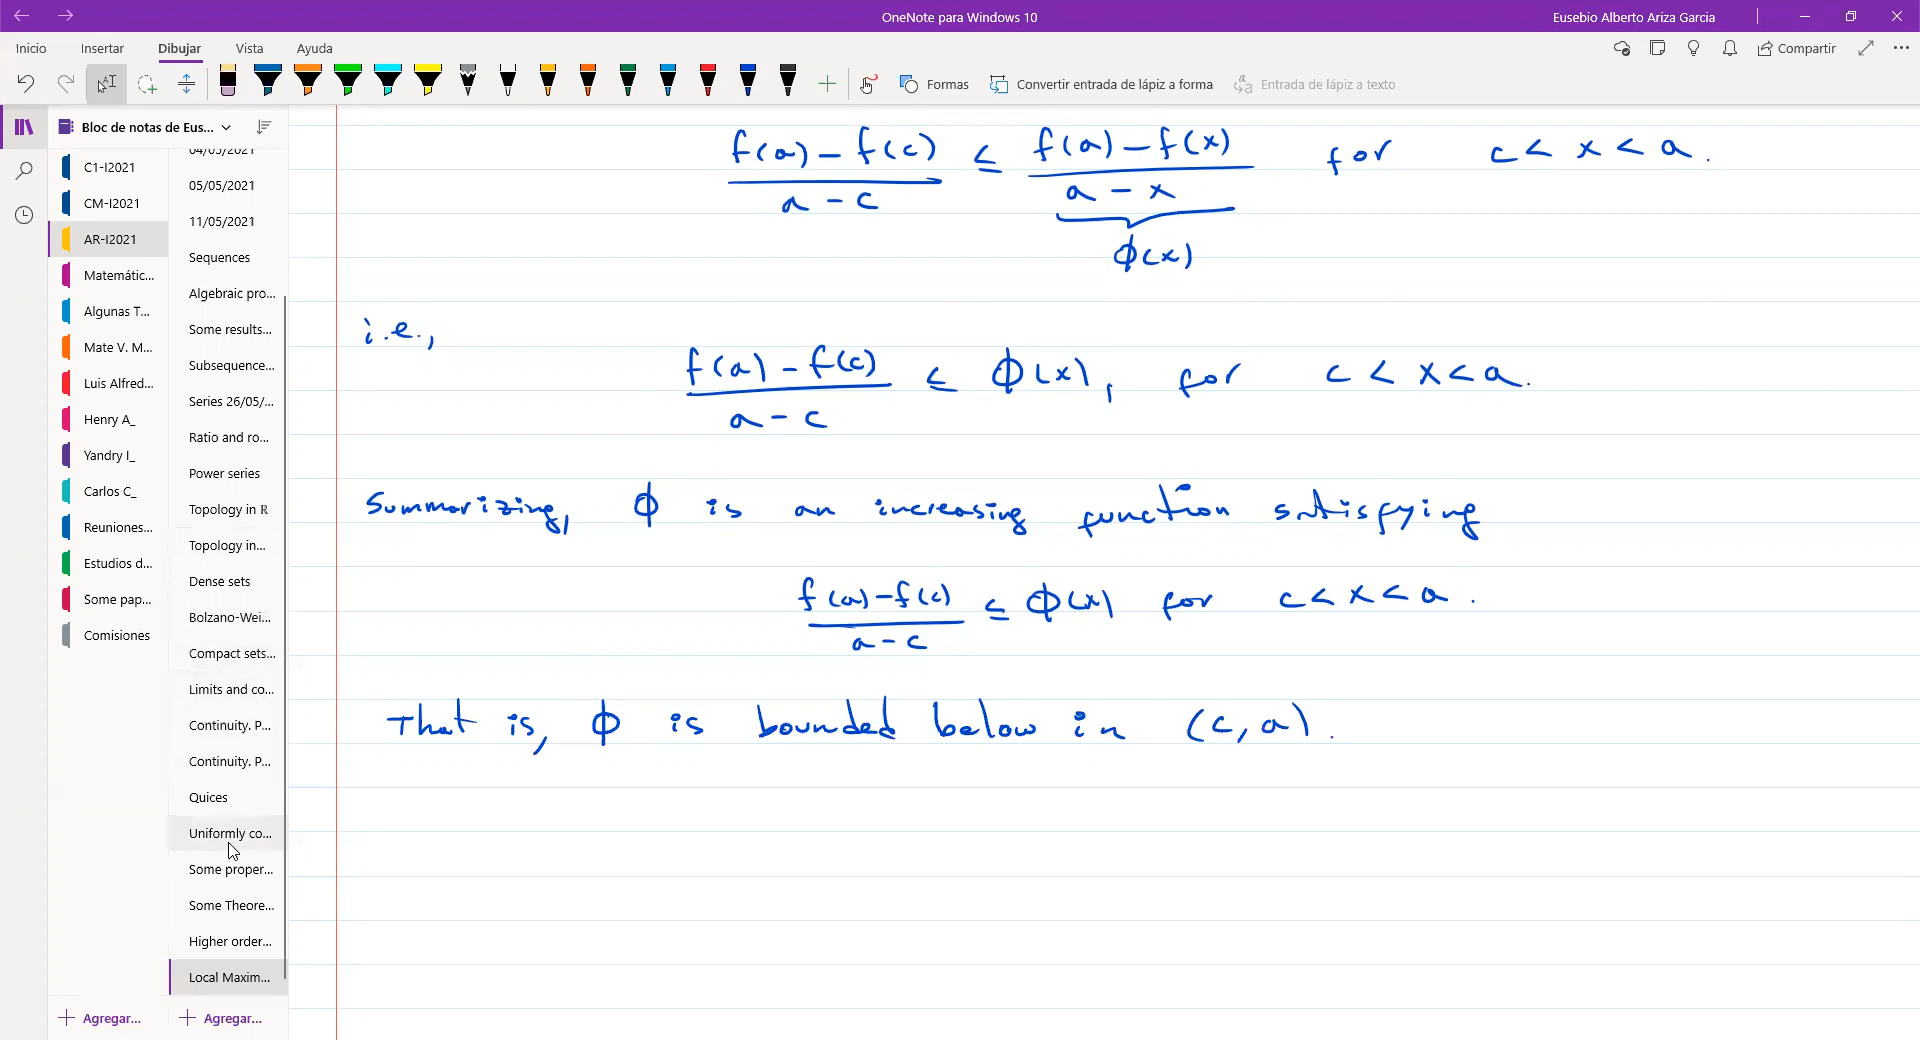 OneNote para Windows 10
Eusebio Alberto Ariza Garcia
Inicio Insertar Dibujar Vista Ayuda
Compartir
Formas Convertir entrada de lápiz a forma Entrada de lápiz a texto
Bloc de notas de Eus...
C1-I2021
CM-I2021
AR-I2021
Matemátic...
Algunas T...
Mate V. M...
Luis Alfred...
Henry A_
Yandry I_
Carlos C_
Reuniones...
Estudios d...
Some pap...
Comisiones
Agregar...
04/05/2021
05/05/2021
11/05/2021
Sequences
Algebraic pro...
Some results...
Subsequence...
Series 26/05/...
Ratio and ro...
Power series
Topology in ℝ
Topology in...
Dense sets
Bolzano-Wei...
Compact sets...
Limits and co...
Continuity. P...
Continuity. P...
Quices
Uniformly co...
Some proper...
Some Theore...
Higher order...
Local Maxim...
Agregar...
f(a) - f(c) / a - c ≤ f(a) - f(x) / a - x for c < x < a.
ϕ(x)
i.e.,
f(a) - f(c) / a - c ≤ ϕ(x), for c < x < a.
Summarizing, ϕ is an increasing function satisfying
f(a) - f(c) / a - c ≤ ϕ(x) for c < x < a.
That is, ϕ is bounded below in (c, a).